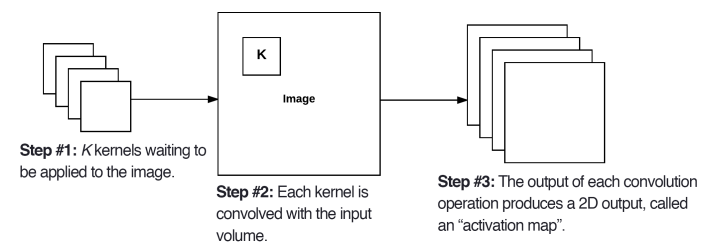 K
Image
Step #1: K kernels waiting to
be applied to the image.
Step #2: Each kernel is
convolved with the input
volume.
Step #3: The output of each convolution
operation produces a 2D output, called
an “activation map”.